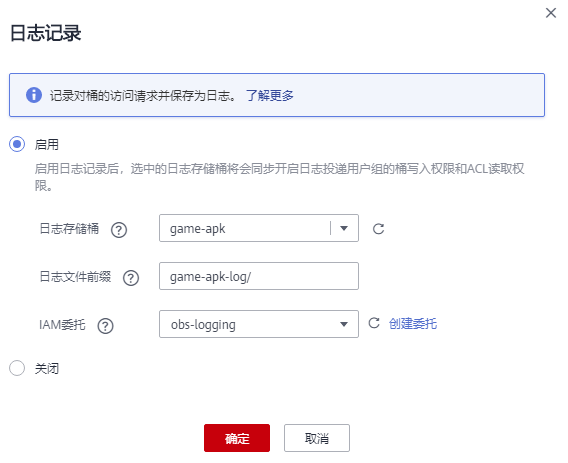 日志记录
记录对桶的访问请求并保存为日志。 了解更多
启用
启用日志记录后，选中的日志存储桶将会同步开启日志投递用户组的桶写入权限和ACL读取权
限。
日志存储桶 ? game-apk
日志文件前缀 ? game-apk-log/
IAM委托 ? obs-logging 创建委托
关闭
确定 取消